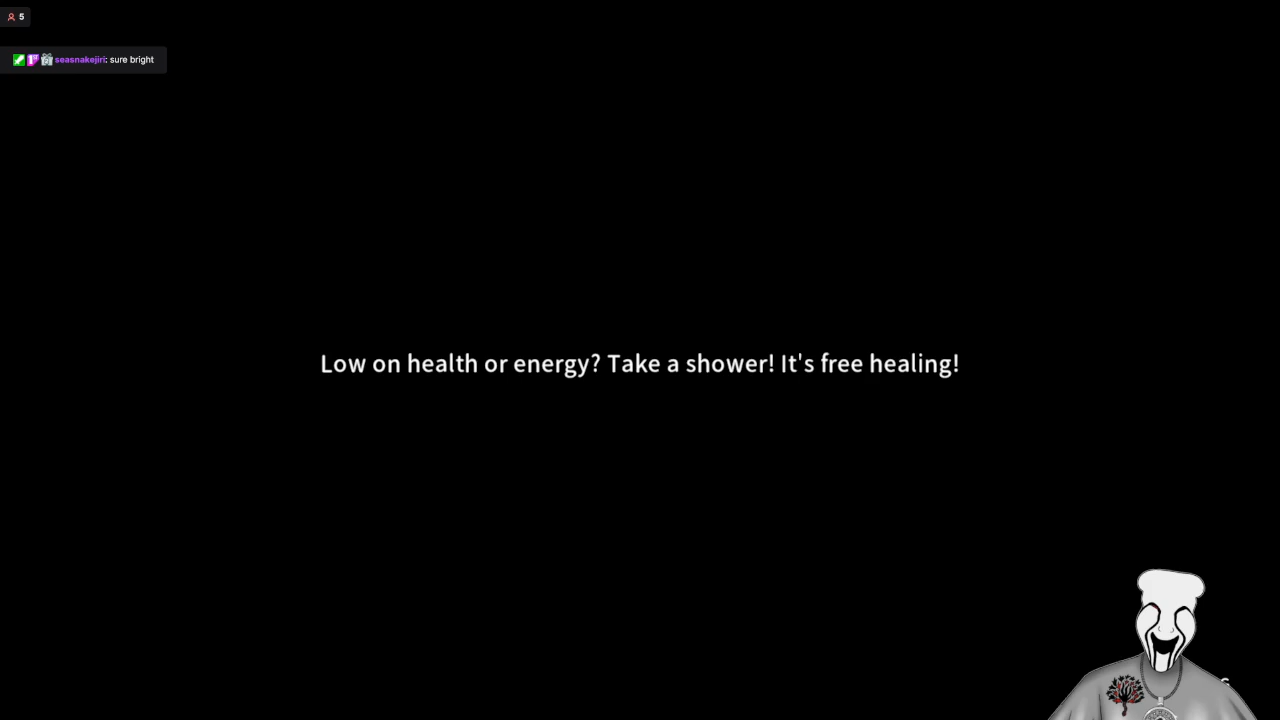 5
seasnakejiri: sure bright
Low on health or energy? Take a shower! It's free healing!